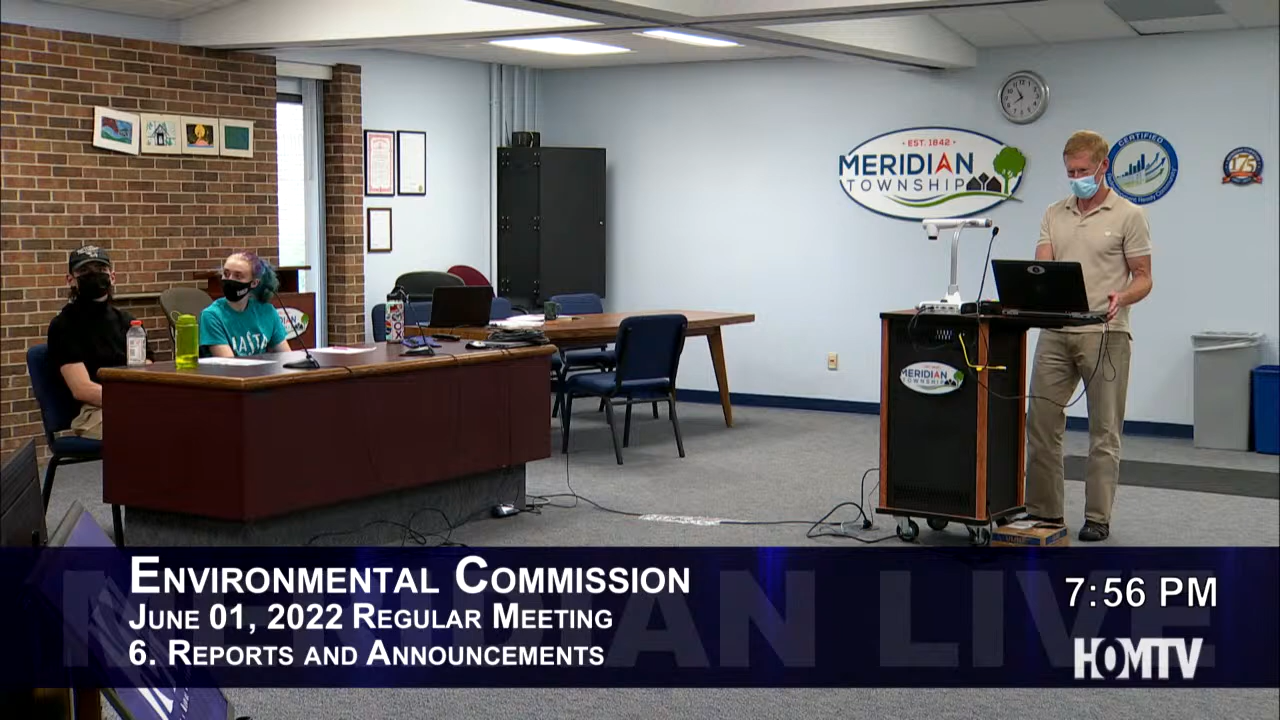 EST. 1842
MERIDIAN
TOWNSHIP
CERTIFIED
175
MERIDIAN
TOWNSHIP
ENVIRONMENTAL COMMISSION
JUNE 01, 2022 REGULAR MEETING
6. REPORTS AND ANNOUNCEMENTS
7:56 PM
HOMTV
MERIDIAN LIVE